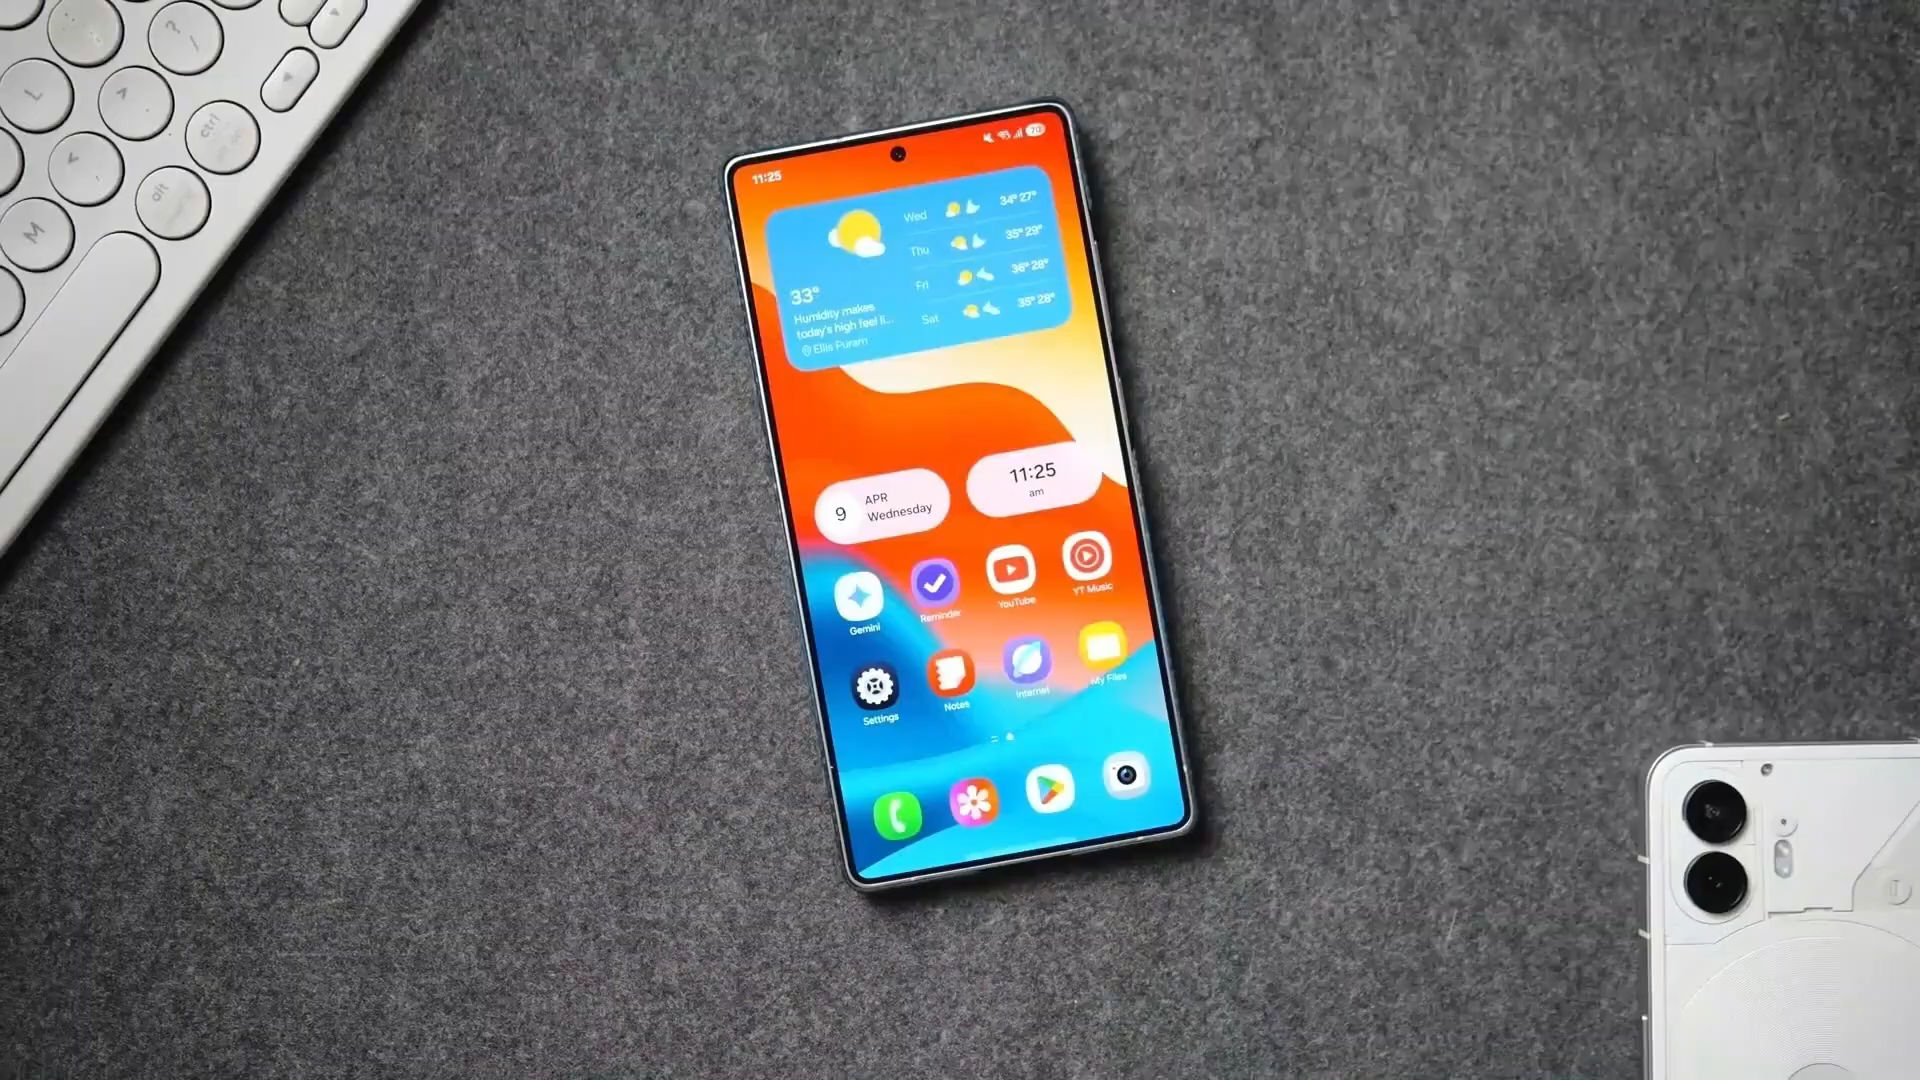 ? /
L
^ .
ctrl
< ,
alt
M
11:25
70
Wed 34° 27°
Thu 35° 29°
Fri 36° 28°
Sat 35° 28°
33°
Humidity makes
today's high feel li...
Ellis Puram
9 APR
Wednesday
11:25
am
Gemini Reminder YouTube YT Music
Settings Notes Internet My Files